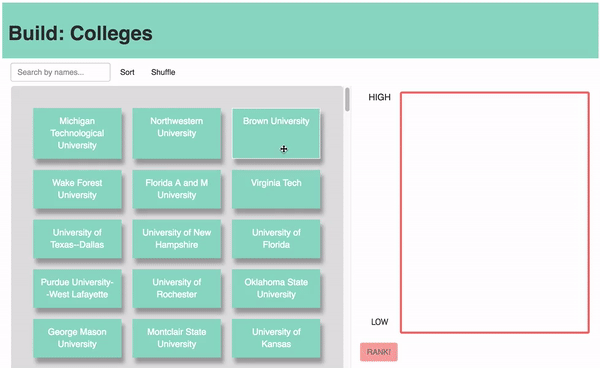 Build: Colleges
Search by names...
Sort
Shuffle
Michigan
Technological
University
Northwestern
University
Brown University
Wake Forest
University
Florida A and M
University
Virginia Tech
University of
Texas--Dallas
University of New
Hampshire
University of
Florida
Purdue University-
-West Lafayette
University of
Rochester
Oklahoma State
University
George Mason
University
Montclair State
University
University of
Kansas
HIGH
LOW
RANK!